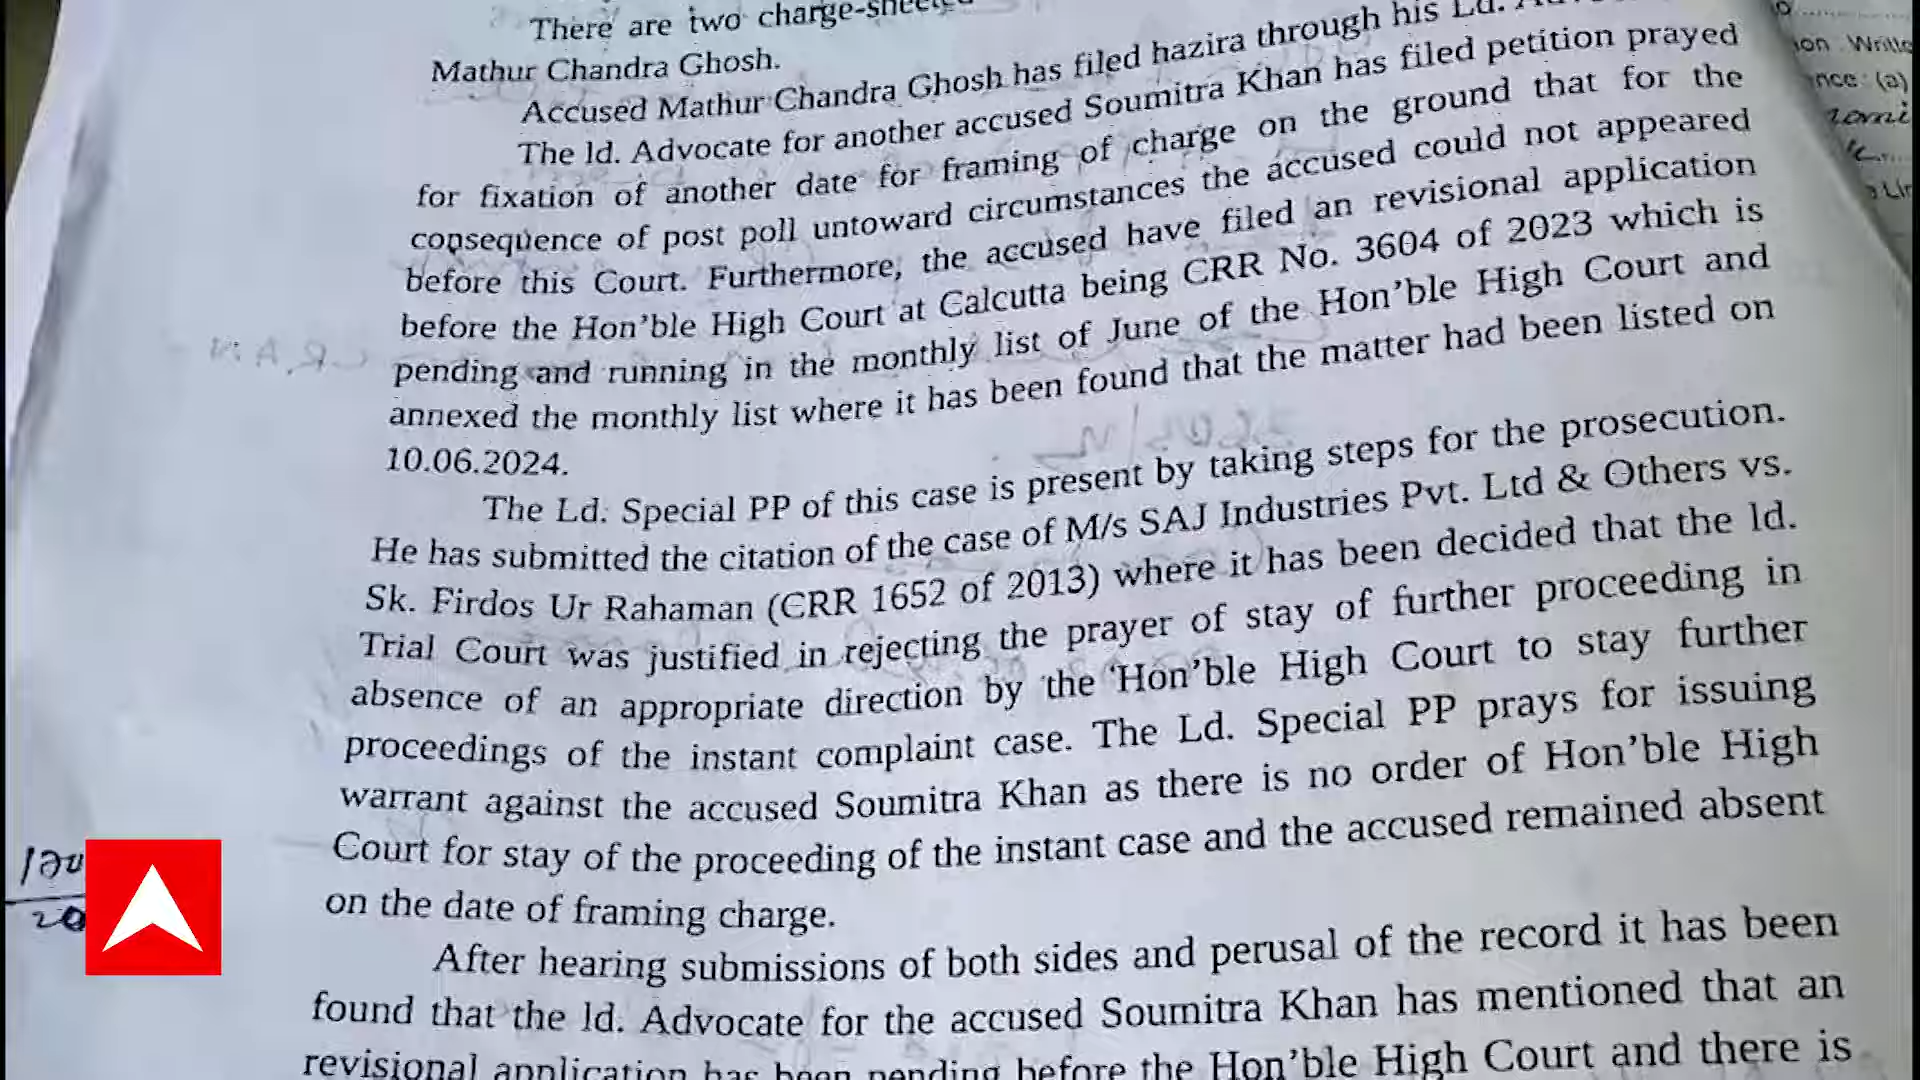 There are two charge-sheeted
Mathur Chandra Ghosh.
Accused Mathur Chandra Ghosh has filed hazira through his Ld.
The ld. Advocate for another accused Soumitra Khan has filed petition prayed
for fixation of another date for framing of charge on the ground that for the
consequence of post poll untoward circumstances the accused could not appeared
before this Court. Furthermore, the accused have filed an revisional application
before the Hon'ble High Court at Calcutta being CRR No. 3604 of 2023 which is
pending and running in the monthly list of June of the Hon'ble High Court and
annexed the monthly list where it has been found that the matter had been listed on
10.06.2024.
The Ld. Special PP of this case is present by taking steps for the prosecution.
He has submitted the citation of the case of M/s SAJ Industries Pvt. Ltd & Others vs.
Sk. Firdos Ur Rahaman (CRR 1652 of 2013) where it has been decided that the ld.
Trial Court was justified in rejecting the prayer of stay of further proceeding in
absence of an appropriate direction by the 'Hon'ble High Court to stay further
proceedings of the instant complaint case. The Ld. Special PP prays for issuing
warrant against the accused Soumitra Khan as there is no order of Hon'ble High
Court for stay of the proceeding of the instant case and the accused remained absent
on the date of framing charge.
After hearing submissions of both sides and perusal of the record it has been
found that the ld. Advocate for the accused Soumitra Khan has mentioned that an
revisional application has been pending before the Hon'ble High Court and there is
(a)